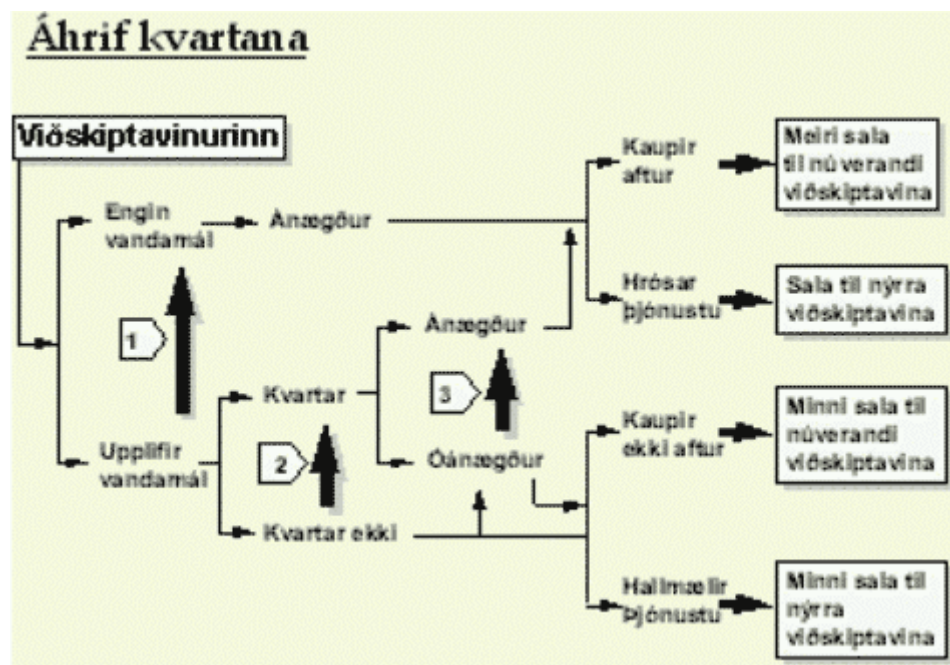 Áhrif kvartana
Viðskiptavinurinn
Engin
vandamál
Ánægður
Kaupir
aftur
Meiri sala
til núverandi
viðskiptavina
Hrósar
þjónustu
Sala til nýrra
viðskiptavina
1
Ánægður
3
Kvartar
2
Upplifir
vandamál
Óánægður
Kvartar ekki
Kaupir
ekki aftur
Minni sala til
núverandi
viðskiptavina
Hallmælir
Þjónustu
Minni sala til
nýrra
viðskiptavina